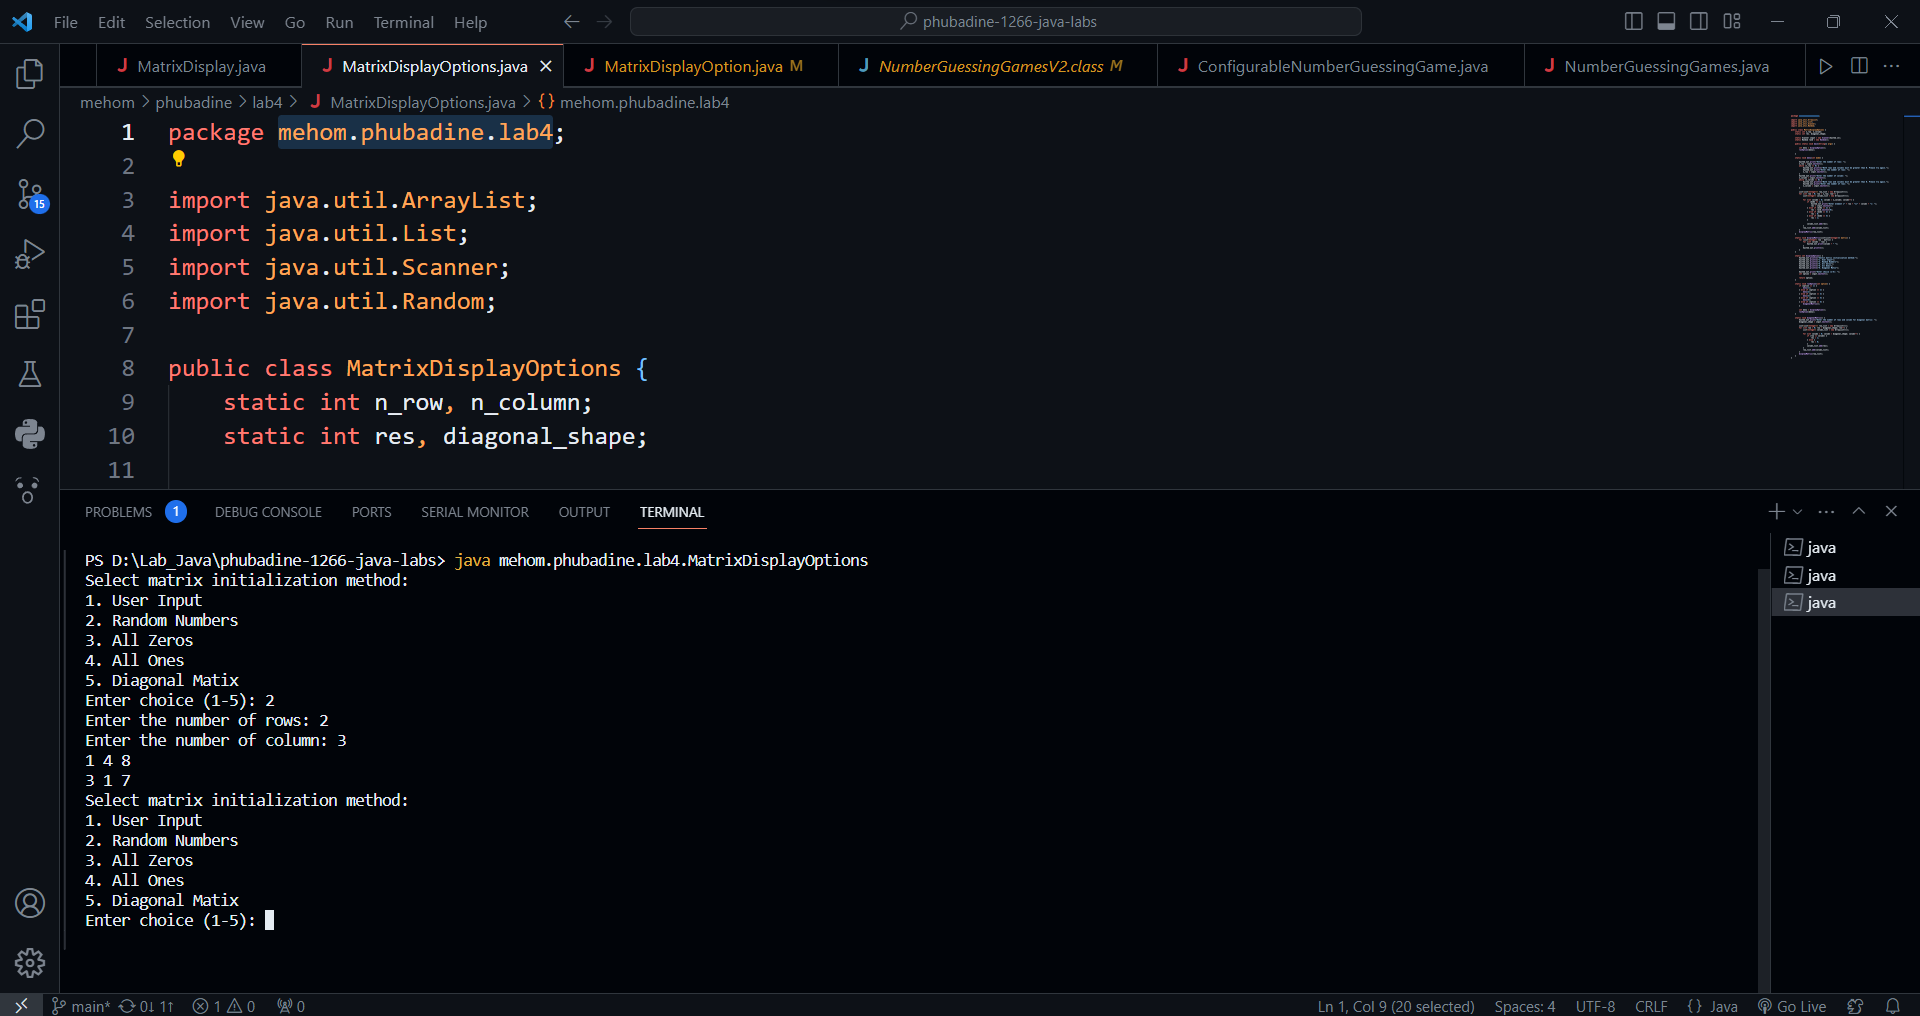 File Edit Selection View Go Run Terminal Help
phubadine-1266-java-labs
MatrixDisplay.java
MatrixDisplayOptions.java
MatrixDisplayOption.java M
NumberGuessingGamesV2.class M
ConfigurableNumberGuessingGame.java
NumberGuessingGames.java
mehom > phubadine > lab4 > MatrixDisplayOptions.java > {} mehom.phubadine.lab4
1 package mehom.phubadine.lab4;
2
3 import java.util.ArrayList;
4 import java.util.List;
5 import java.util.Scanner;
6 import java.util.Random;
7
8 public class MatrixDisplayOptions {
9 static int n_row, n_column;
10 static int res, diagonal_shape;
11
15
PROBLEMS 1 DEBUG CONSOLE PORTS SERIAL MONITOR OUTPUT TERMINAL
PS D:\Lab_Java\phubadine-1266-java-labs> java mehom.phubadine.lab4.MatrixDisplayOptions
Select matrix initialization method:
1. User Input
2. Random Numbers
3. All Zeros
4. All Ones
5. Diagonal Matix
Enter choice (1-5): 2
Enter the number of rows: 2
Enter the number of column: 3
1 4 8
3 1 7
Select matrix initialization method:
1. User Input
2. Random Numbers
3. All Zeros
4. All Ones
5. Diagonal Matix
Enter choice (1-5):
java
java
java
main* 0↓ 1↑ 1 0 0
Ln 1, Col 9 (20 selected) Spaces: 4 UTF-8 CRLF {} Java Go Live